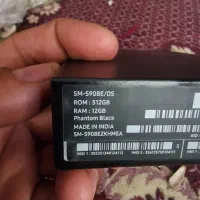 SM-S908E/DS
ROM : 512GB
RAM : 12GB
Phantom Black
MADE IN INDIA
SM-S908EZKHMEA